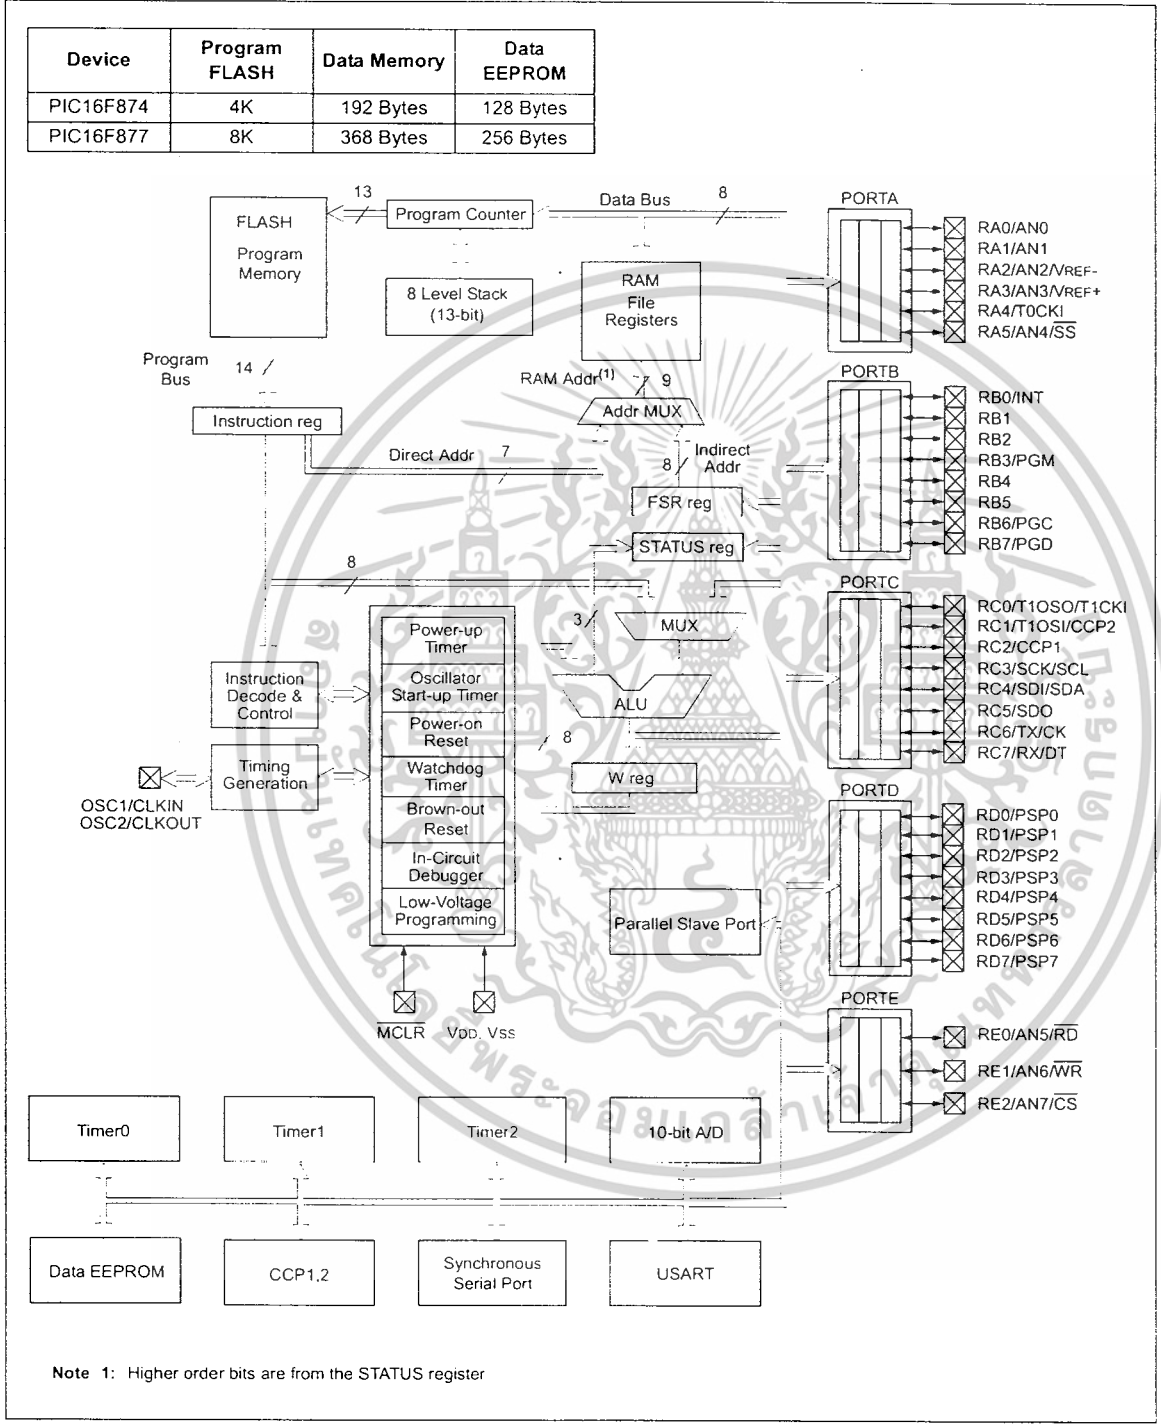 Device Program FLASH Data Memory Data EEPROM
PIC16F874 4K 192 Bytes 128 Bytes
PIC16F877 8K 368 Bytes 256 Bytes
FLASH
Program
Memory
13
Program Counter
Data Bus
8
8 Level Stack
(13-bit)
RAM
File
Registers
Program
Bus
14
RAM Addr(1)
9
Addr MUX
Instruction reg
Direct Addr
7
8
Indirect
Addr
FSR reg
STATUS reg
8
3
MUX
Power-up
Timer
Oscillator
Start-up Timer
Power-on
Reset
Watchdog
Timer
Brown-out
Reset
In-Circuit
Debugger
Low-Voltage
Programming
Instruction
Decode &
Control
ALU
8
Timing
Generation
W reg
OSC1/CLKIN
OSC2/CLKOUT
Parallel Slave Port
MCLR
VDD, VSS
PORTA
RA0/AN0
RA1/AN1
RA2/AN2/VREF-
RA3/AN3/VREF+
RA4/T0CKI
RA5/AN4/SS
PORTB
RB0/INT
RB1
RB2
RB3/PGM
RB4
RB5
RB6/PGC
RB7/PGD
PORTC
RC0/T1OSO/T1CKI
RC1/T1OSI/CCP2
RC2/CCP1
RC3/SCK/SCL
RC4/SDI/SDA
RC5/SDO
RC6/TX/CK
RC7/RX/DT
PORTD
RD0/PSP0
RD1/PSP1
RD2/PSP2
RD3/PSP3
RD4/PSP4
RD5/PSP5
RD6/PSP6
RD7/PSP7
PORTE
RE0/AN5/RD
RE1/AN6/WR
RE2/AN7/CS
Timer0
Timer1
Timer2
10-bit A/D
Data EEPROM
CCP1,2
Synchronous
Serial Port
USART
Note 1: Higher order bits are from the STATUS register